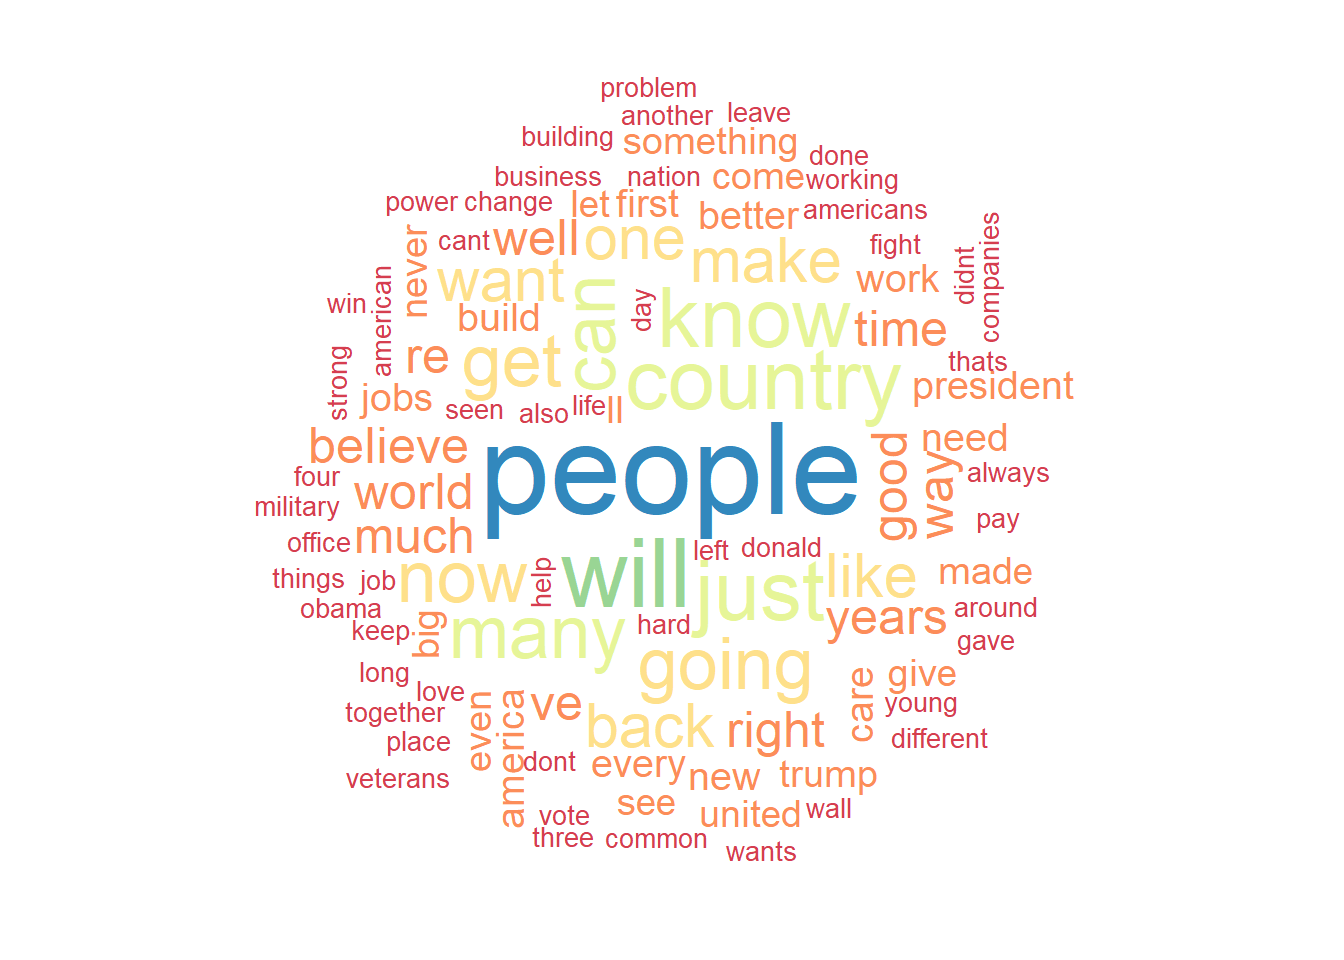 problem
another
leave
building
something
done
business
nation
come
working
power
change
let
first
better
americans
cant
well
one
make
fight
never
want
can
day
know
work
didnt
companies
win
american
build
time
strong
re
get
country
thats
jobs
seen
also
life
ll
president
believe
people
good
need
way
four
world
always
military
much
pay
office
left
donald
things
job
now
help
will
just
like
made
obama
keep
big
many
hard
years
around
gave
long
love
going
care
give
together
even
america
ve
back
right
young
place
different
veterans
dont
every
new
trump
see
united
wall
vote
three
common
wants